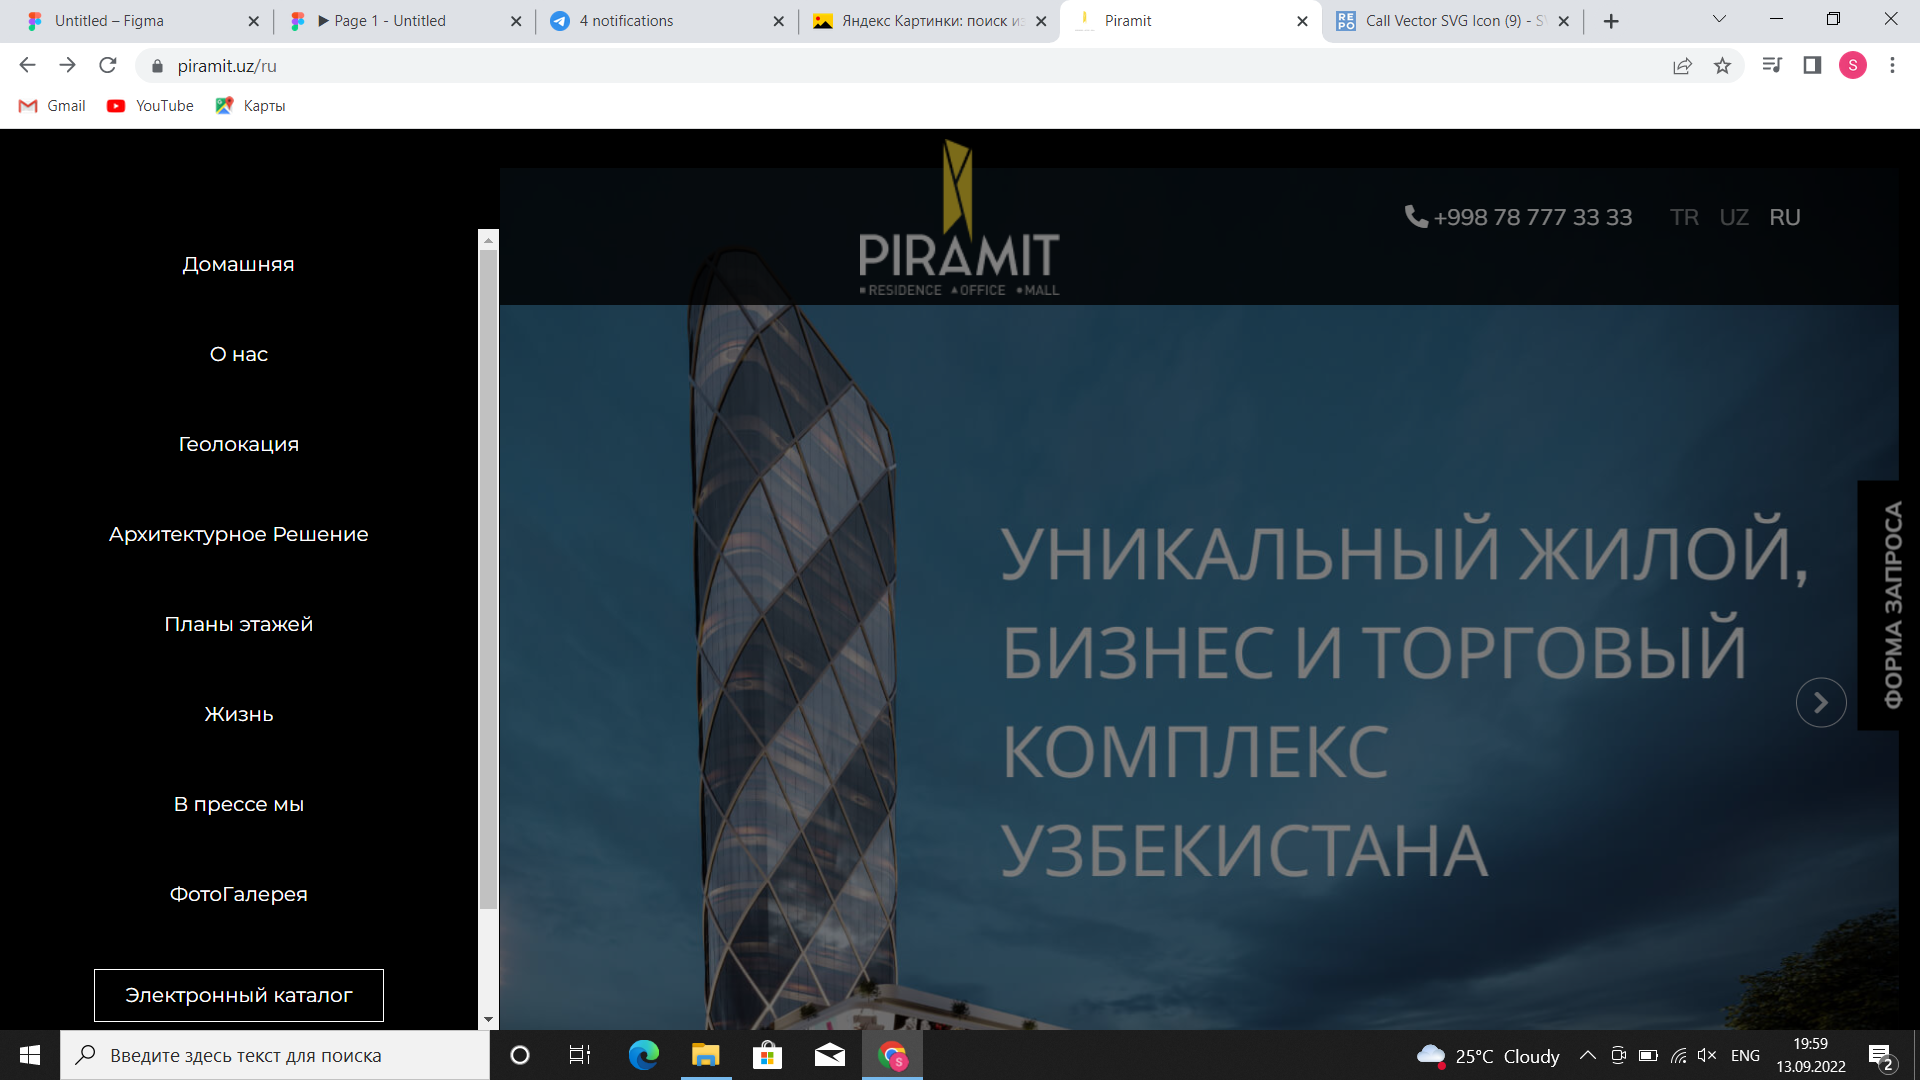 Untitled – Figma
Page 1 - Untitled
4 notifications
Яндекс Картинки: поиск из
Piramit
Call Vector SVG Icon (9) - SV
piramit.uz/ru
S
Gmail
YouTube
Карты
PIRAMIT
RESIDENCE OFFICE MALL
+998 78 777 33 33
TR UZ RU
Домашняя
О нас
Геолокация
Архитектурное Решение
Планы этажей
Жизнь
В прессе мы
ФотоГалерея
Электронный каталог
УНИКАЛЬНЫЙ ЖИЛОЙ,
БИЗНЕС И ТОРГОВЫЙ
КОМПЛЕКС
УЗБЕКИСТАНА
ФОРМА ЗАПРОСА
Введите здесь текст для поиска
S
25°C Cloudy
ENG
19:59
13.09.2022
2